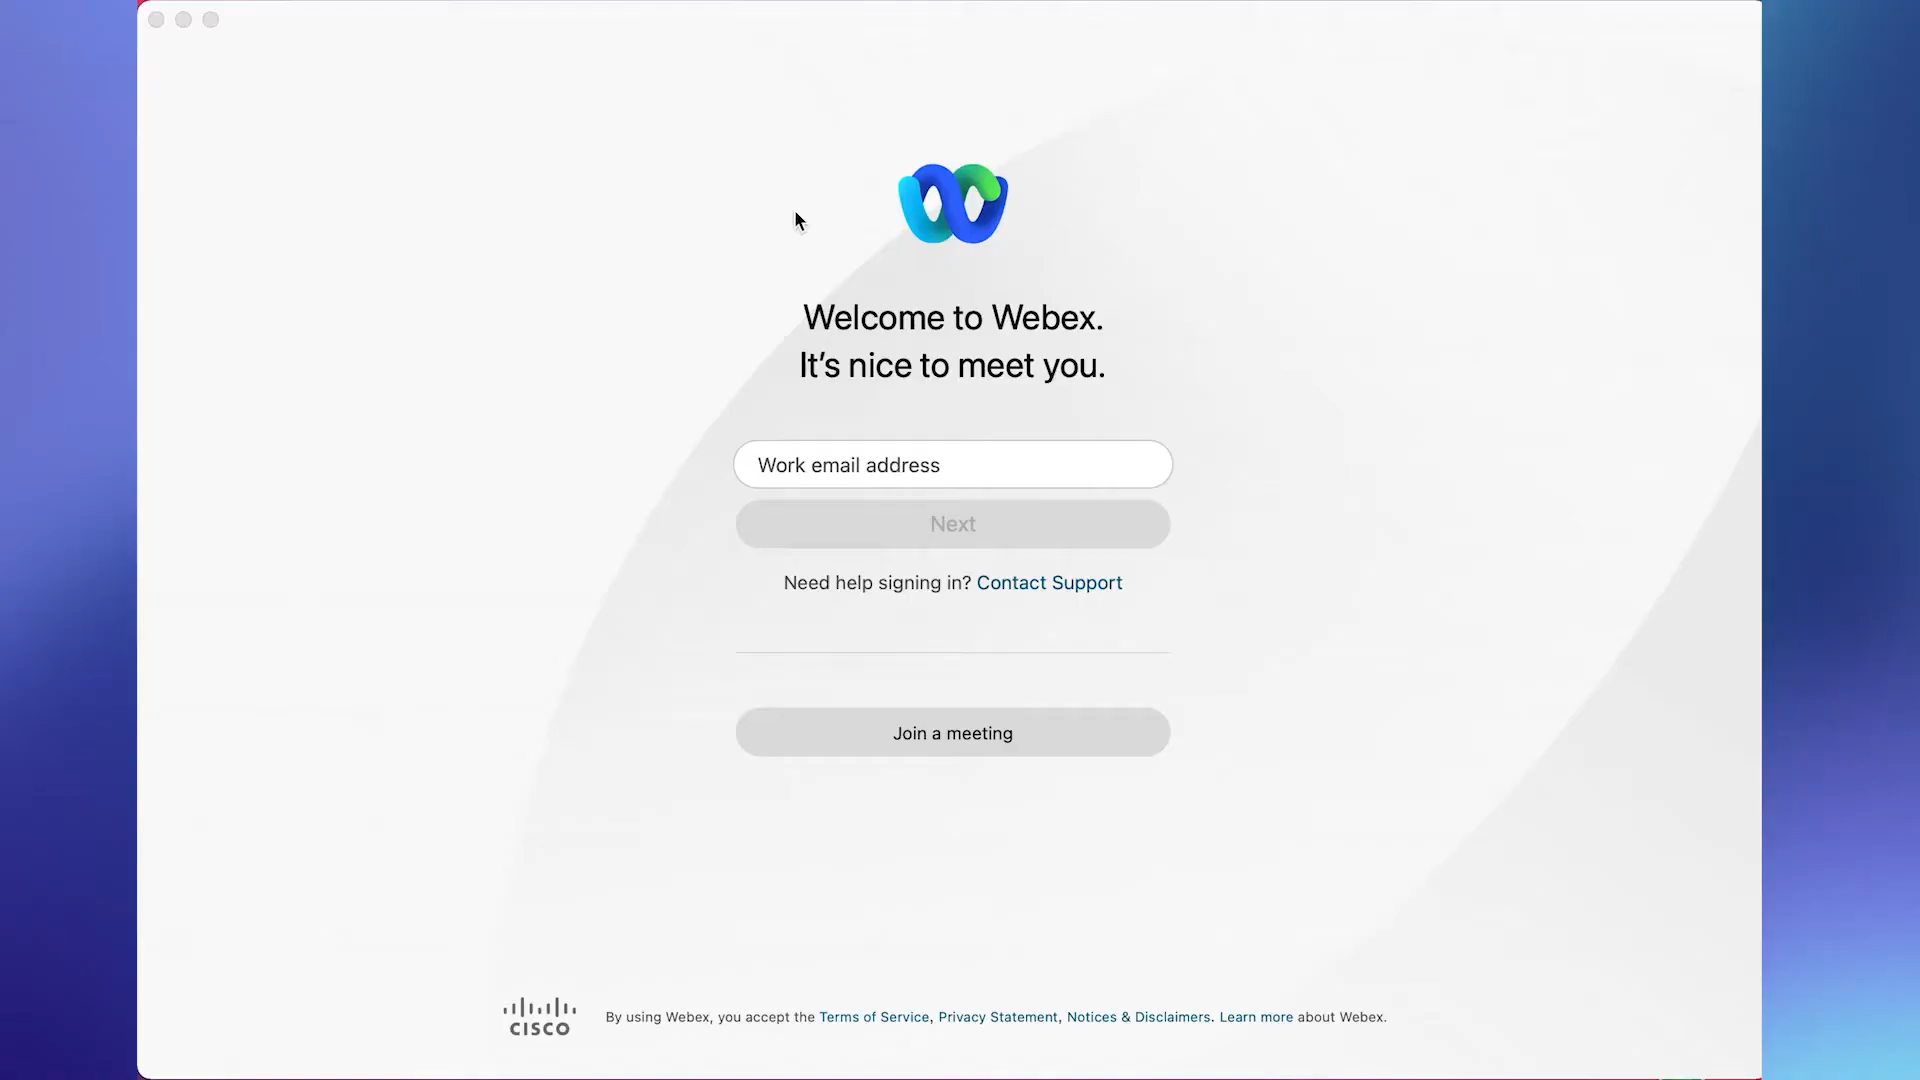 Welcome to Webex.
It's nice to meet you.
Work email address
Next
Need help signing in? Contact Support
Join a meeting
CISCO
By using Webex, you accept the Terms of Service, Privacy Statement, Notices & Disclaimers. Learn more about Webex.